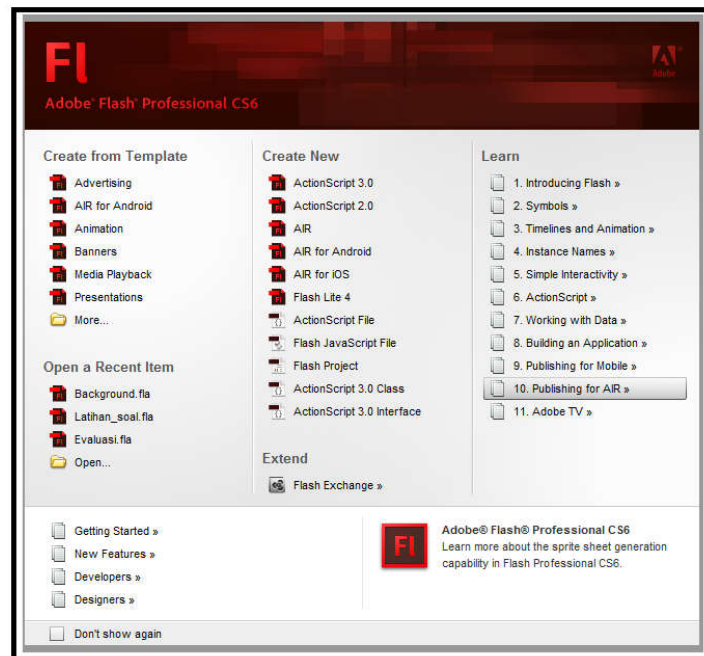 Fl
Adobe® Flash® Professional CS6
Adobe
Create from Template
Advertising
AIR for Android
Animation
Banners
Media Playback
Presentations
More...
Open a Recent Item
Background.fla
Latihan_soal.fla
Evaluasi.fla
Open...
Create New
ActionScript 3.0
ActionScript 2.0
AIR
AIR for Android
AIR for iOS
Flash Lite 4
ActionScript File
Flash JavaScript File
Flash Project
ActionScript 3.0 Class
ActionScript 3.0 Interface
Extend
Flash Exchange »
Learn
1. Introducing Flash »
2. Symbols »
3. Timelines and Animation »
4. Instance Names »
5. Simple Interactivity »
6. ActionScript »
7. Working with Data »
8. Building an Application »
9. Publishing for Mobile »
10. Publishing for AIR »
11. Adobe TV »
Getting Started »
New Features »
Developers »
Designers »
Fl
Adobe® Flash® Professional CS6
Learn more about the sprite sheet generation
capability in Flash Professional CS6.
Don't show again